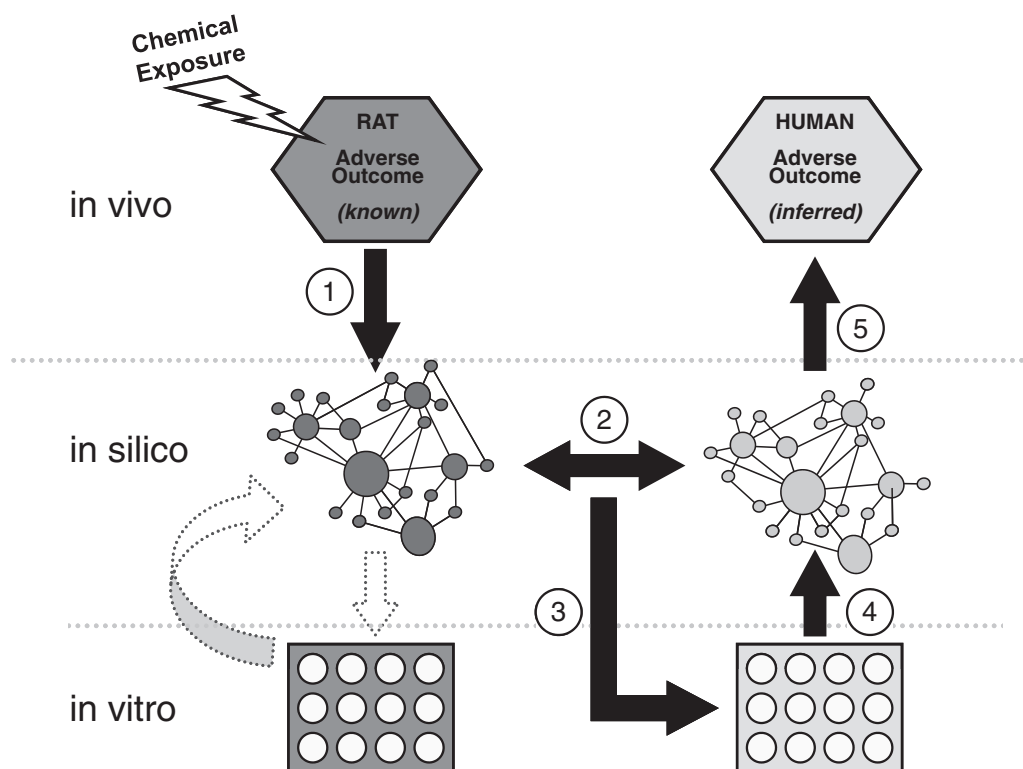 Chemical
Exposure
RAT
Adverse
Outcome
(known)
HUMAN
Adverse
Outcome
(inferred)
in vivo
1
5
2
in silico
3
4
in vitro